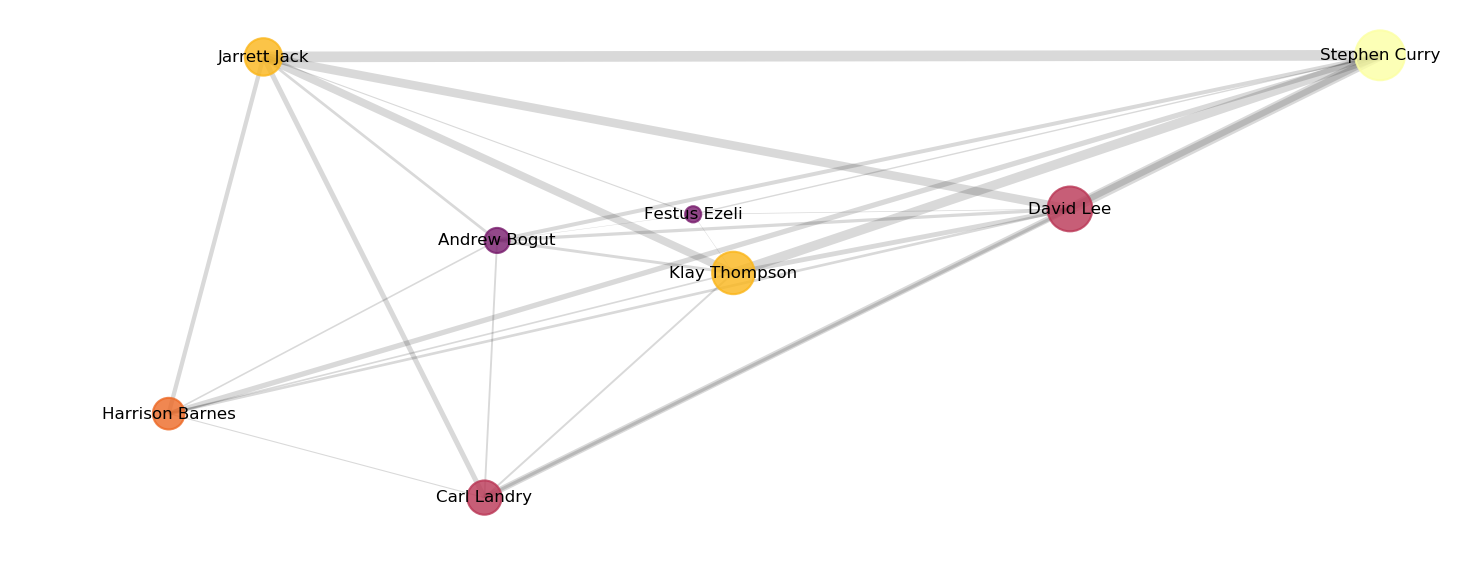 Jarrett Jack
Stephen Curry
David Lee
Festus Ezeli
Andrew Bogut
Klay Thompson
Harrison Barnes
Carl Landry